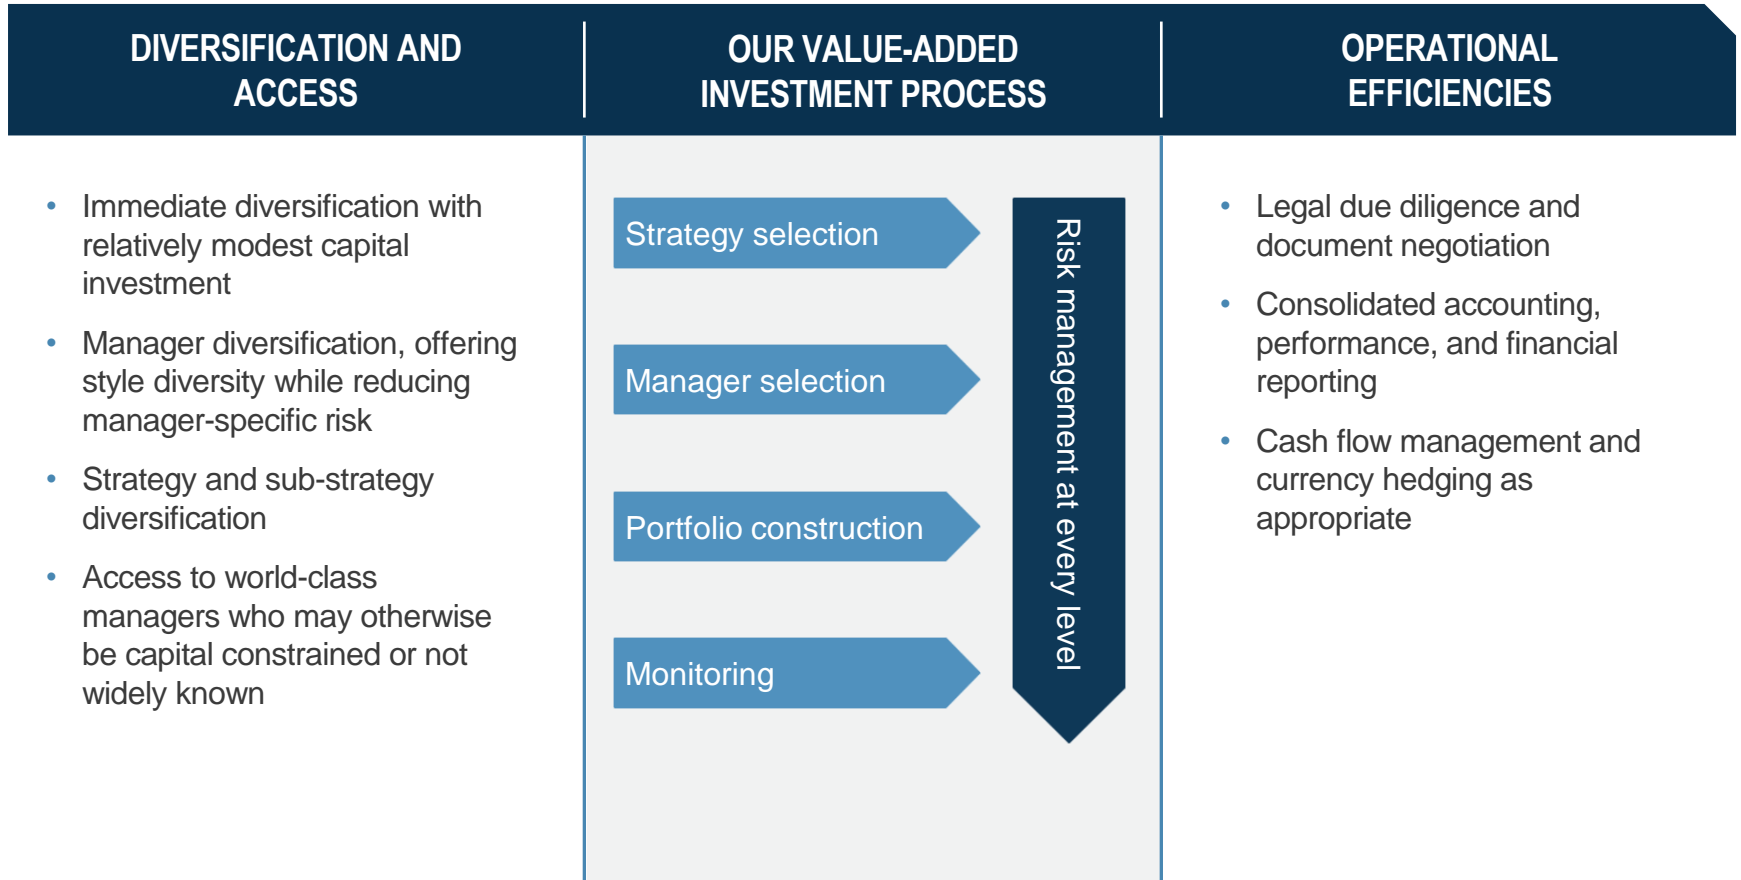 DIVERSIFICATION AND
ACCESS
OUR VALUE-ADDED
INVESTMENT PROCESS
OPERATIONAL
EFFICIENCIES
• Immediate diversification with
relatively modest capital
investment
• Manager diversification, offering
style diversity while reducing
manager-specific risk
• Strategy and sub-strategy
diversification
• Access to world-class
managers who may otherwise
be capital constrained or not
widely known
Strategy selection
Manager selection
Portfolio construction
Monitoring
Risk management at every level
• Legal due diligence and
document negotiation
• Consolidated accounting,
performance, and financial
reporting
• Cash flow management and
currency hedging as
appropriate